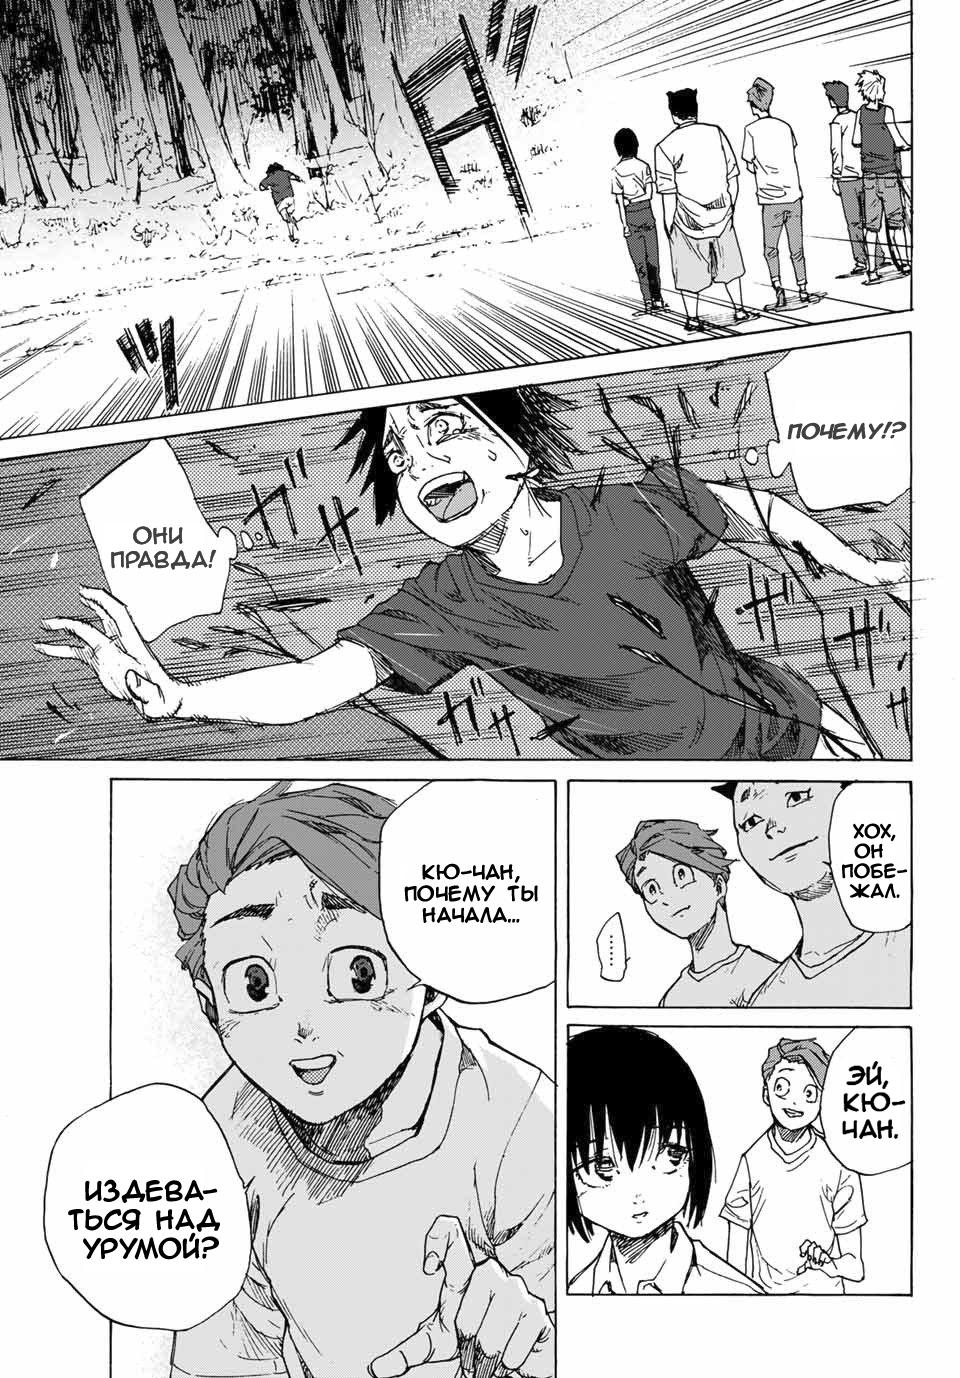 ПОЧЕМУ!?
ОНИ
ПРАВДА!
ХОХ,
ОН
ПОБЕ-
ЖАЛ.
......
ЭЙ,
КЮ-
ЧАН.
КЮ-ЧАН,
ПОЧЕМУ ТЫ
НАЧАЛА...
ИЗДЕВА-
ТЬСЯ НАД
УРУМОЙ?